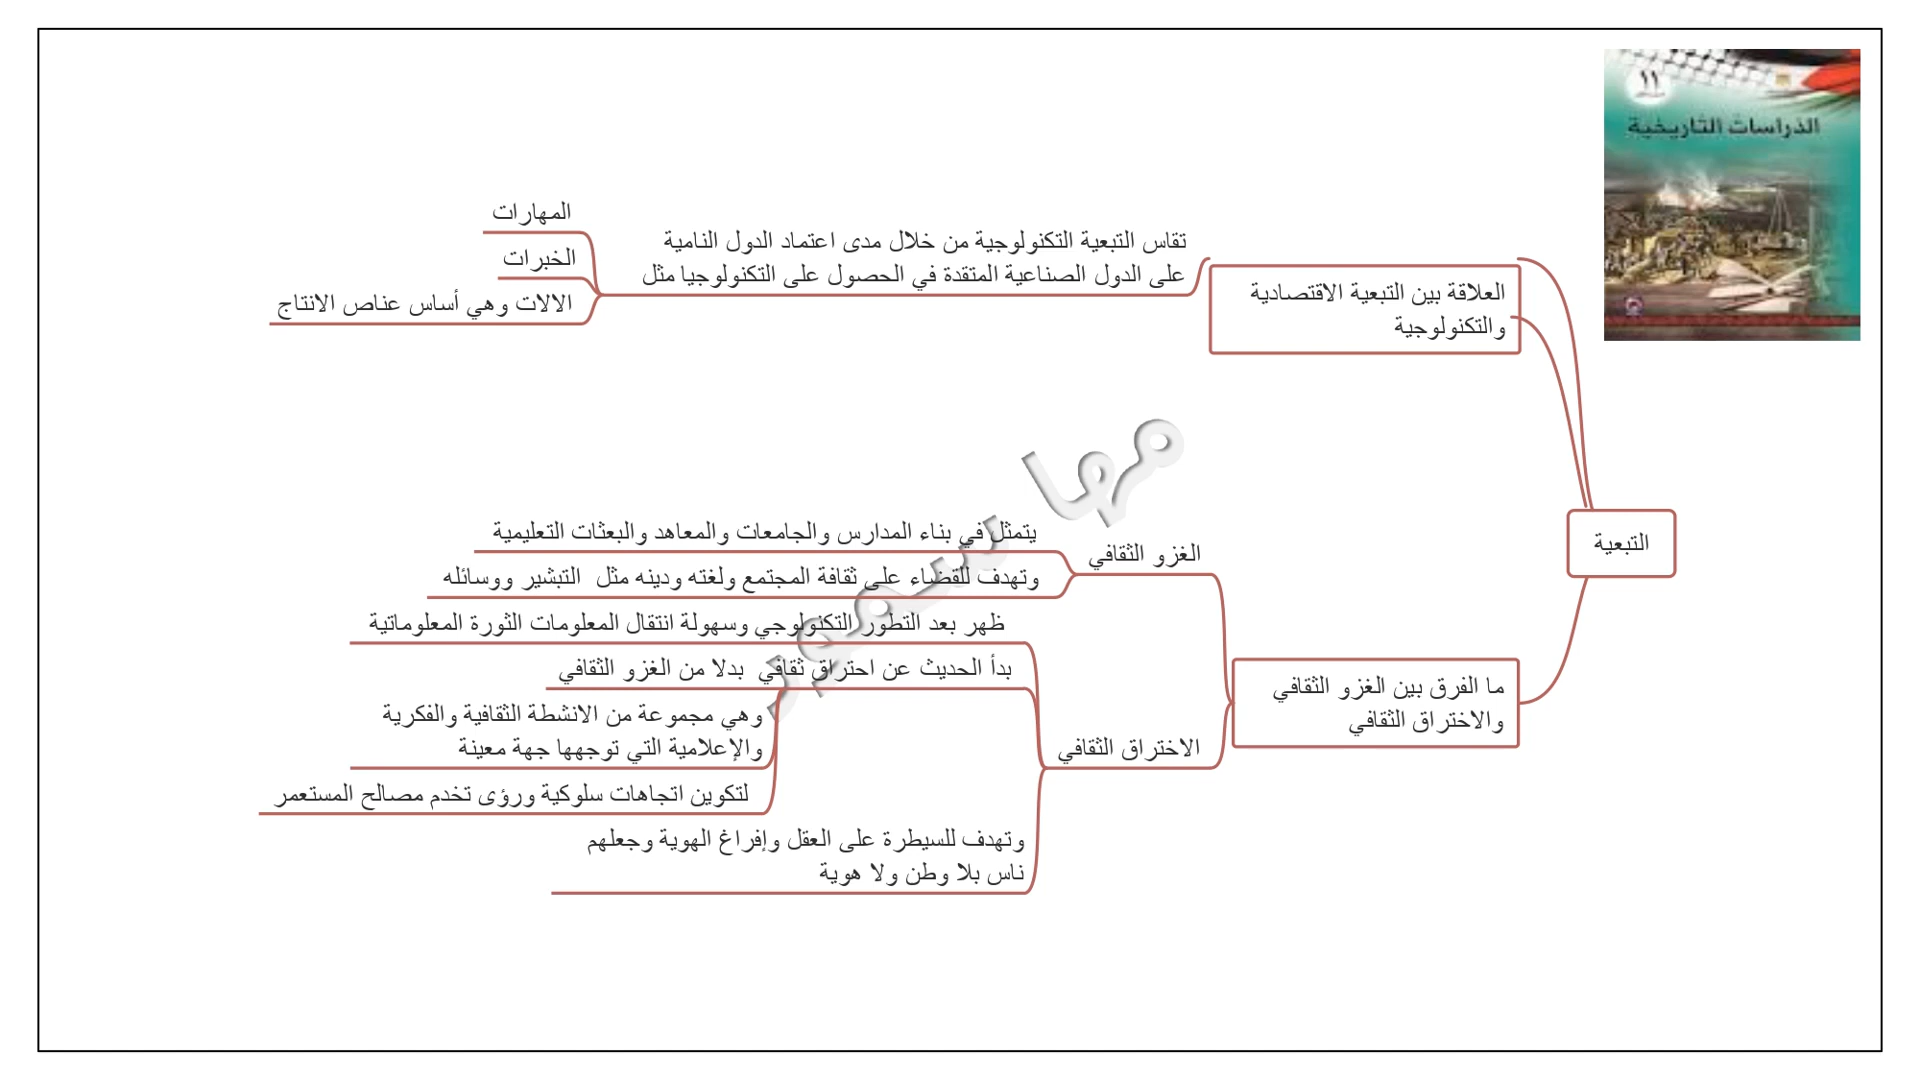 ١١
الدراسات التاريخية
التبعية
العلاقة بين التبعية الاقتصادية
والتكنولوجية
تقاس التبعية التكنولوجية من خلال مدى اعتماد الدول النامية
على الدول الصناعية المتقدة في الحصول على التكنولوجيا مثل
المهارات
الخبرات
الالات وهي أساس عناص الانتاج
ما الفرق بين الغزو الثقافي
والاختراق الثقافي
الغزو الثقافي
يتمثل في بناء المدارس والجامعات والمعاهد والبعثات التعليمية
وتهدف للقضاء على ثقافة المجتمع ولغته ودينه مثل التبشير ووسائله
الاختراق الثقافي
ظهر بعد التطور التكنولوجي وسهولة انتقال المعلومات الثورة المعلوماتية
بدأ الحديث عن احتراق ثقافي بدلا من الغزو الثقافي
وهي مجموعة من الانشطة الثقافية والفكرية
والإعلامية التي توجهها جهة معينة
لتكوين اتجاهات سلوكية ورؤى تخدم مصالح المستعمر
وتهدف للسيطرة على العقل وإفراغ الهوية وجعلهم
ناس بلا وطن ولا هوية
مها سمور